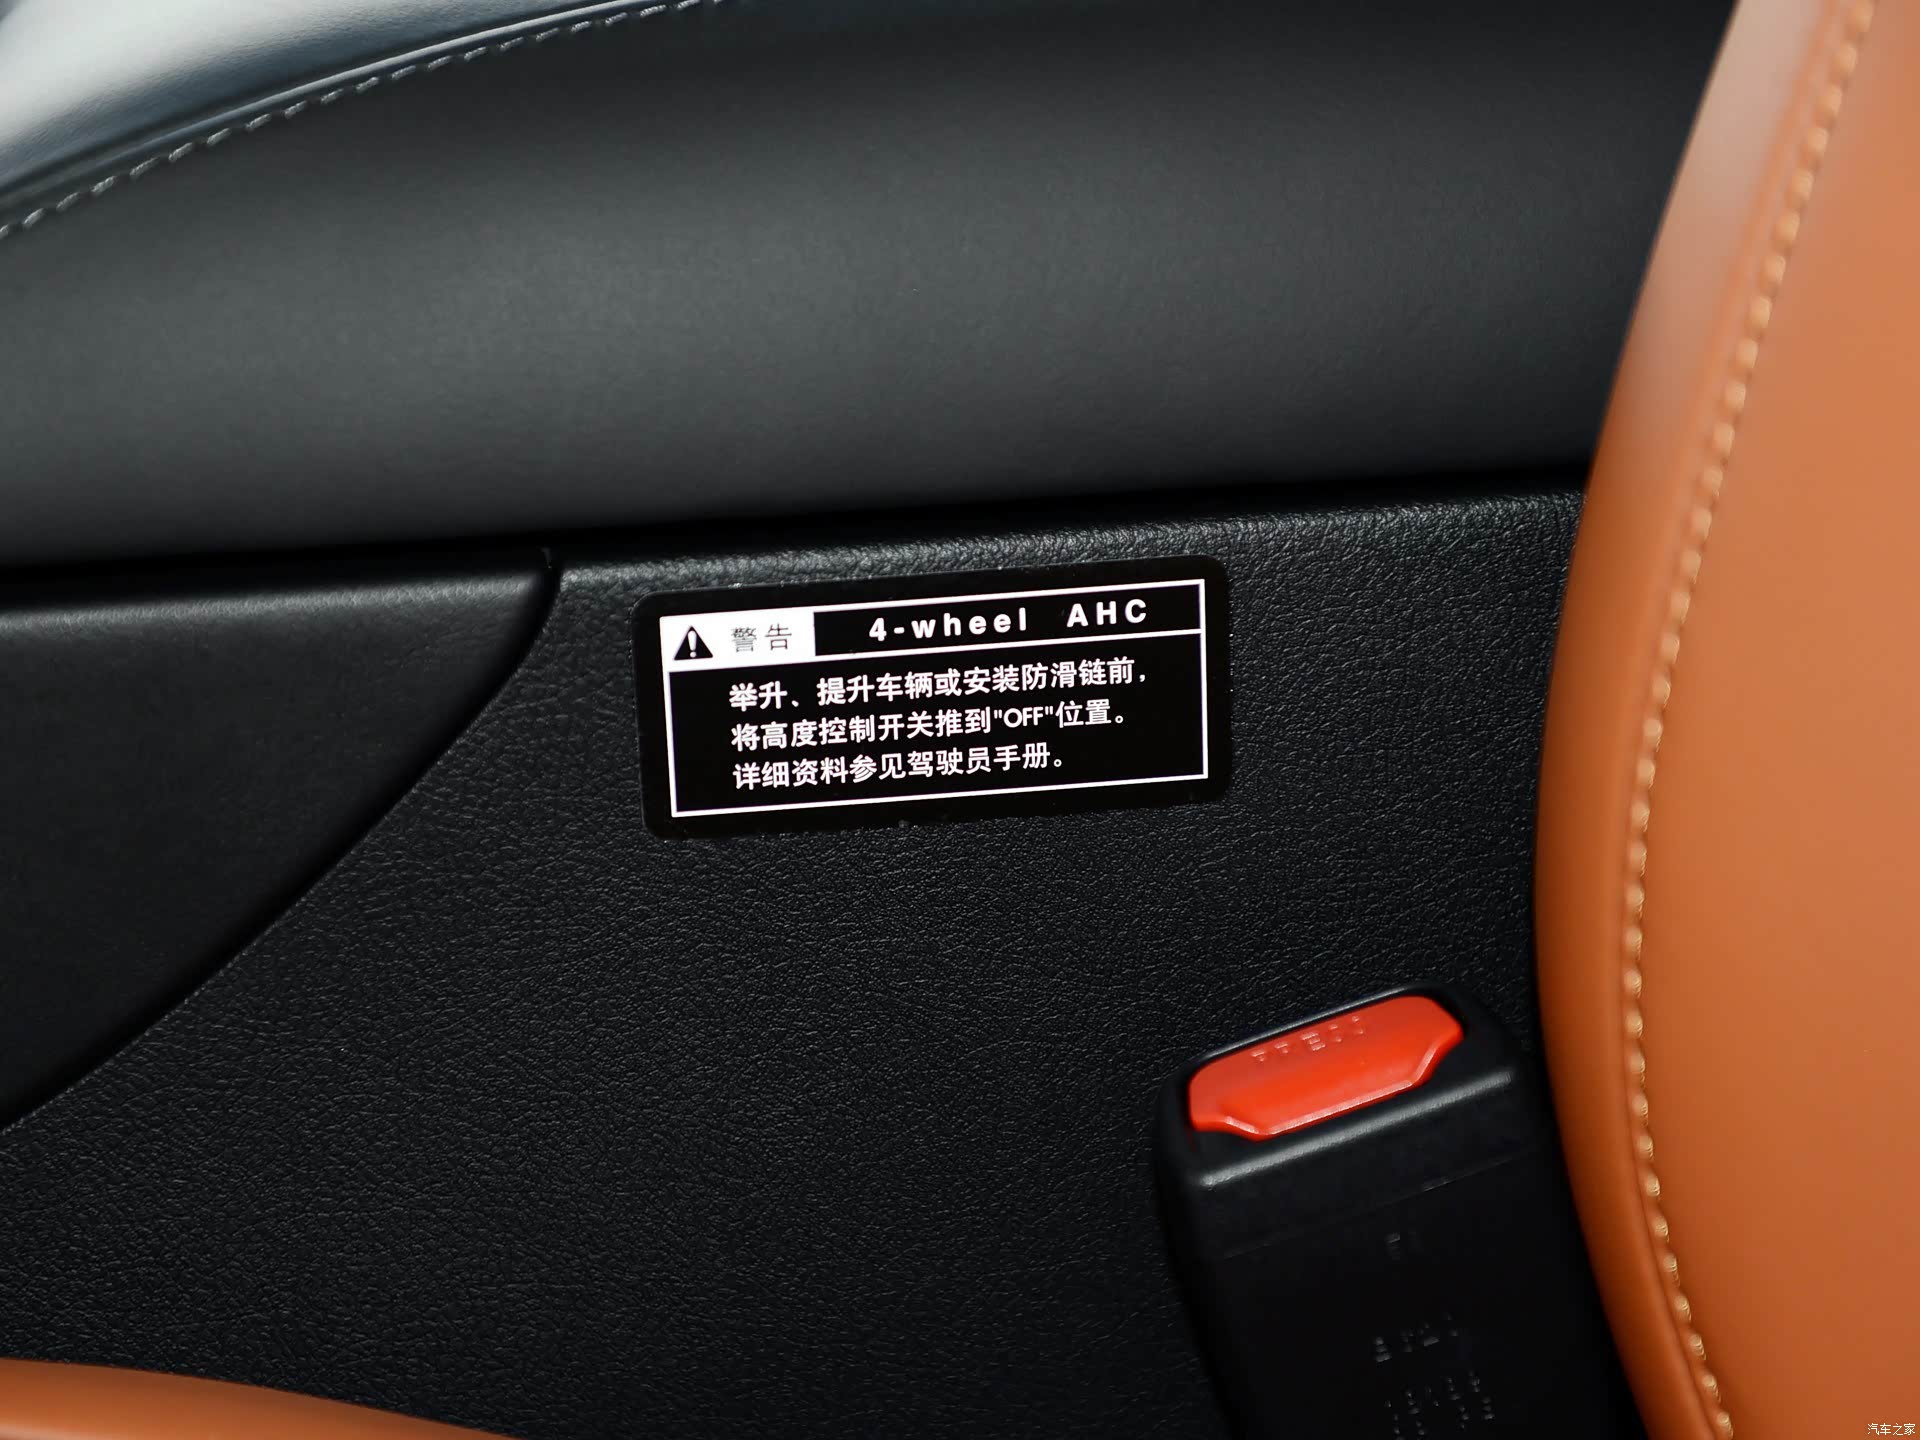 警告 4-wheel AHC
举升、提升车辆或安装防滑链前，
将高度控制开关推到"OFF"位置。
详细资料参见驾驶员手册。
PRESS
汽车之家